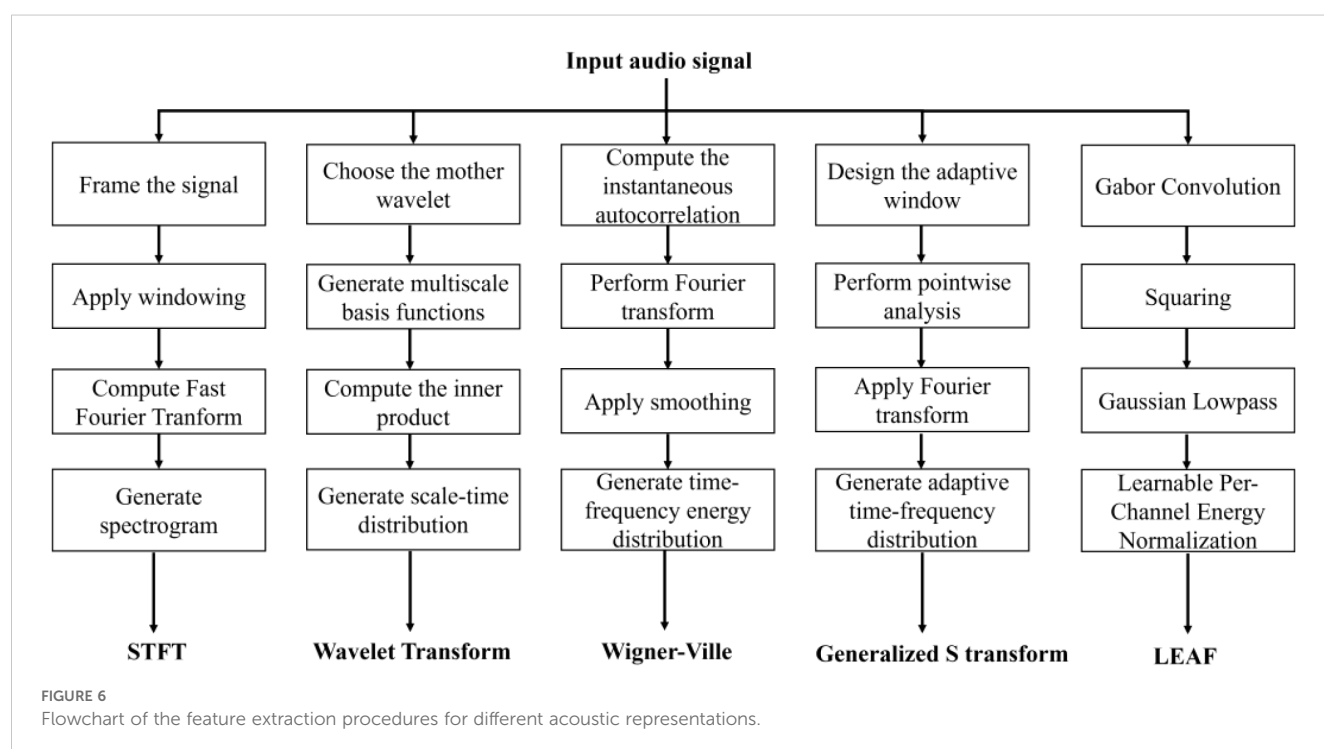 Input audio signal
Frame the signal
Apply windowing
Compute Fast
Fourier Tranform
Generate
spectrogram
STFT
Choose the mother
wavelet
Generate multiscale
basis functions
Compute the inner
product
Generate scale-time
distribution
Wavelet Transform
Compute the
instantaneous
autocorrelation
Perform Fourier
transform
Apply smoothing
Generate time-
frequency energy
distribution
Wigner-Ville
Design the adaptive
window
Perform pointwise
analysis
Apply Fourier
transform
Generate adaptive
time-frequency
distribution
Generalized S transform
Gabor Convolution
Squaring
Gaussian Lowpass
Learnable Per-
Channel Energy
Normalization
LEAF
FIGURE 6
Flowchart of the feature extraction procedures for different acoustic representations.